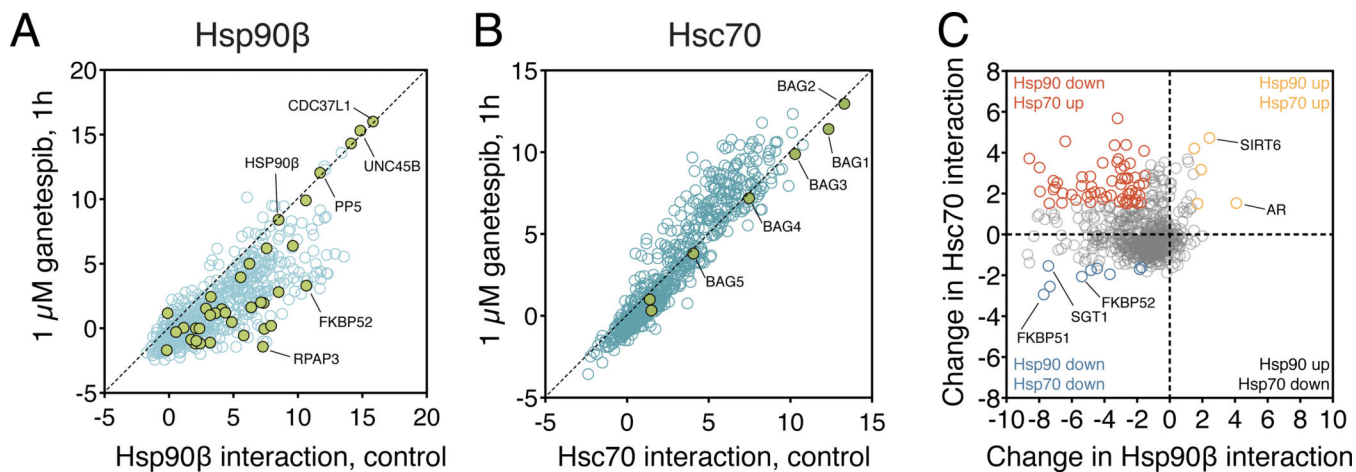 A
Hsp90β
1 µM ganetespib, 1h
20
15
10
5
0
-5
-5 0 5 10 15 20
Hsp90β interaction, control
CDC37L1
UNC45B
HSP90β
PP5
FKBP52
RPAP3
B
Hsc70
1 µM ganetespib, 1h
15
10
5
0
-5
-5 0 5 10 15
Hsc70 interaction, control
BAG2
BAG1
BAG3
BAG4
BAG5
C
Change in Hsc70 interaction
8
6
4
2
0
-2
-4
-6
-8
-10 -8 -6 -4 -2 0 2 4 6 8 10
Change in Hsp90β interaction
Hsp90 down
Hsp70 up
Hsp90 up
Hsp70 up
SIRT6
AR
FKBP52
SGT1
FKBP51
Hsp90 down
Hsp70 down
Hsp90 up
Hsp70 down